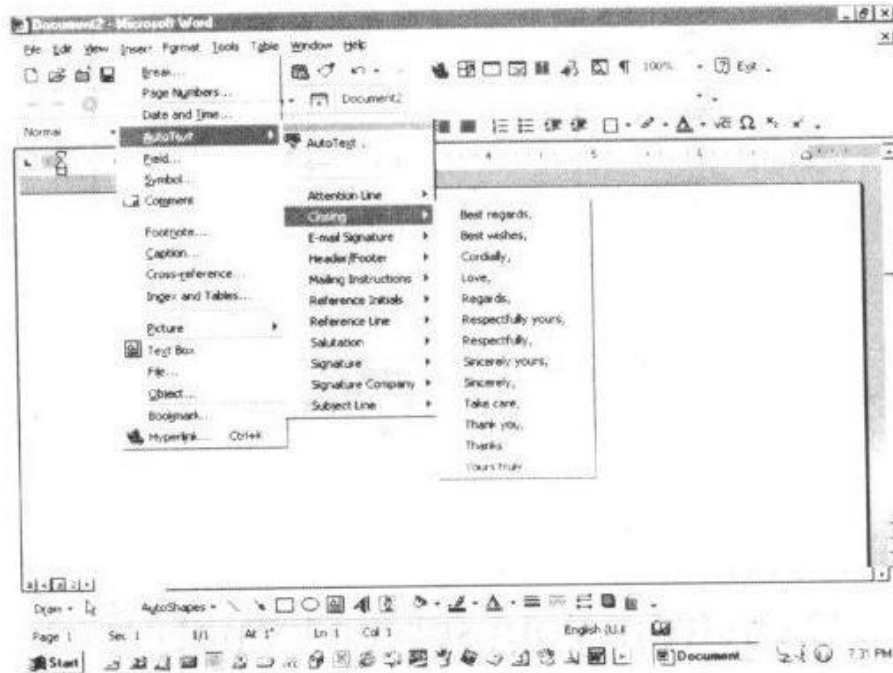 Document2 - Microsoft Word
File Edit View Insert Format Tools Table Window Help
100% Exit
Document2
Normal
Break...
Page Numbers...
Date and Time...
AutoText
Field...
Symbol...
Comment
Footnote...
Caption...
Cross-reference...
Index and Tables...
Picture
Text Box
File...
Object...
Bookmark...
Hyperlink... Ctrl+K
AutoText...
Attention Line
Closing
E-mail Signature
Header/Footer
Mailing Instructions
Reference Initials
Reference Line
Salutation
Signature
Signature Company
Subject Line
Best regards,
Best wishes,
Cordially,
Love,
Regards,
Respectfully yours,
Respectfully,
Sincerely yours,
Sincerely,
Take care,
Thank you,
Thanks
Yours truly
4 5
Draw AutoShapes
Page 1 Sec 1 1/1 At 1" Ln 1 Col 1 English (U.S
Start Document... 7:31 PM